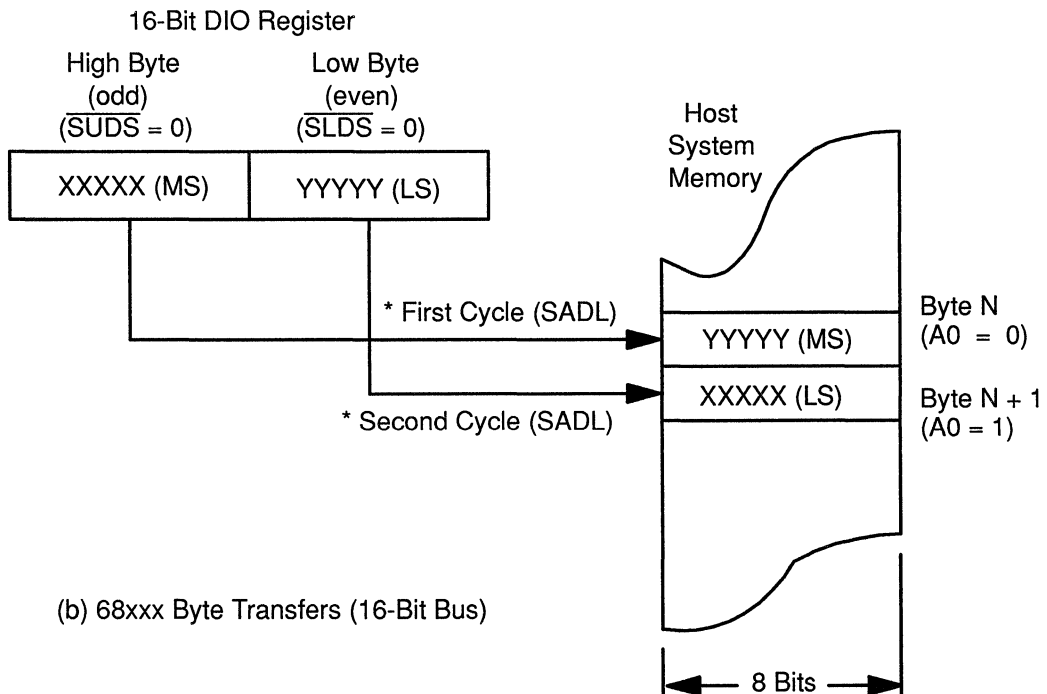 16-Bit DIO Register
High Byte
(odd)
(SUDS = 0)
Low Byte
(even)
(SLDS = 0)
XXXXX (MS)
YYYYY (LS)
Host
System
Memory
* First Cycle (SADL)
* Second Cycle (SADL)
YYYYY (MS)
XXXXX (LS)
Byte N
(A0 = 0)
Byte N + 1
(A0 = 1)
(b) 68xxx Byte Transfers (16-Bit Bus)
8 Bits